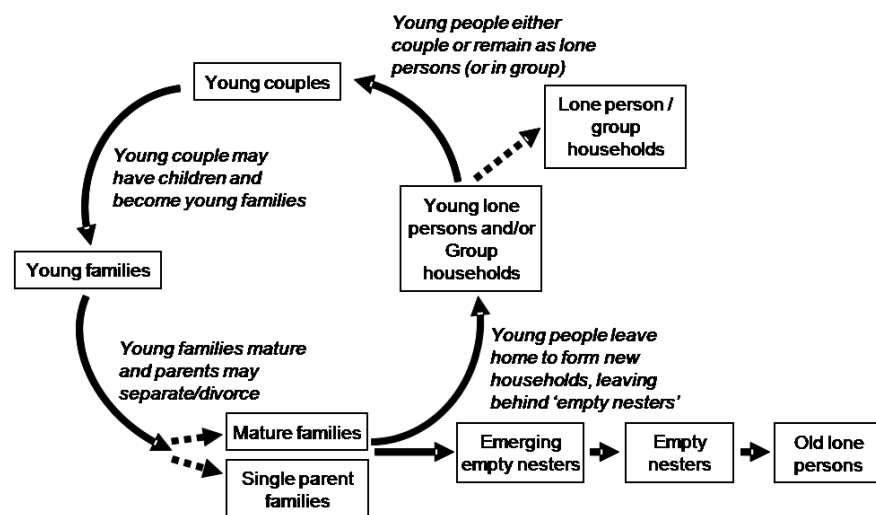 Young people either
couple or remain as lone
persons (or in group)
Young couples
Lone person /
group
households
Young couple may
have children and
become young families
Young lone
persons and/or
Group
households
Young families
Young families mature
and parents may
separate/divorce
Young people leave
home to form new
households, leaving
behind ‘empty nesters’
Mature families
Single parent
families
Emerging
empty nesters
Empty
nesters
Old lone
persons